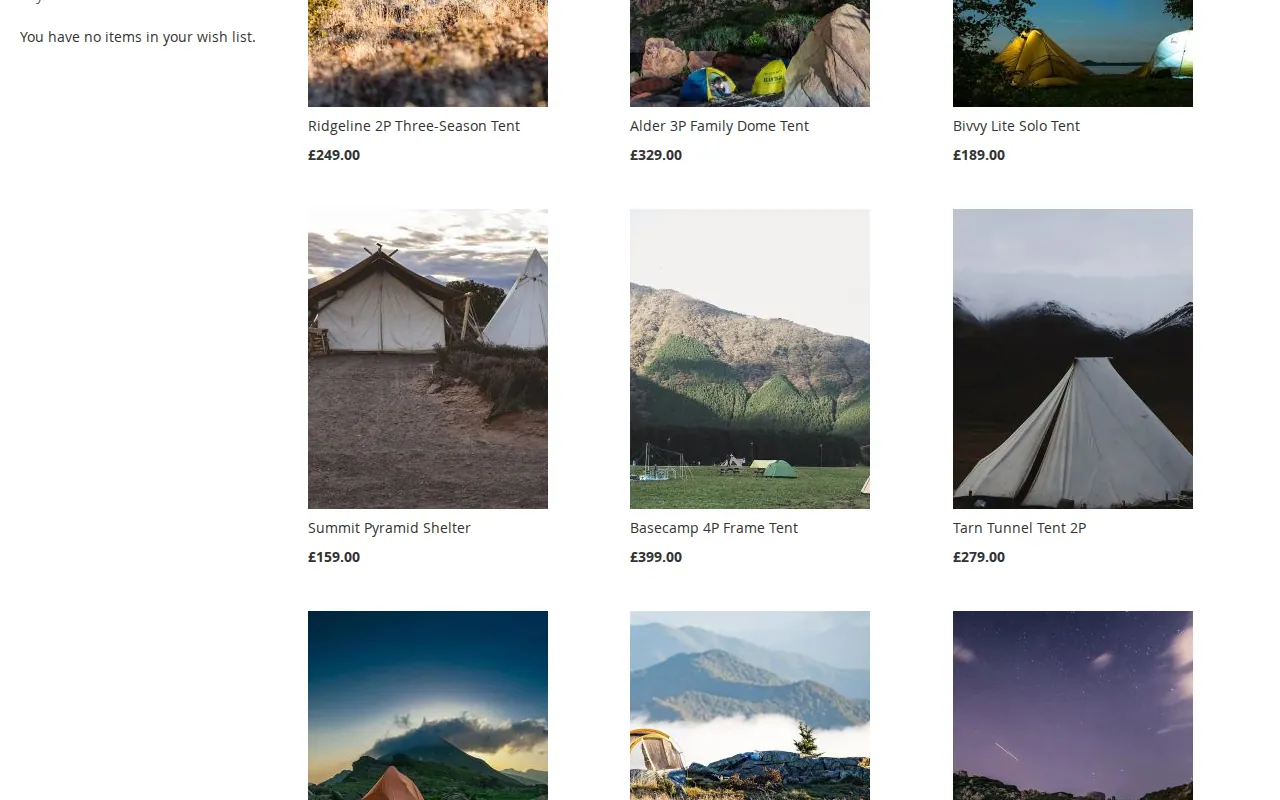 You have no items in your wish list.
Ridgeline 2P Three-Season Tent
£249.00
Alder 3P Family Dome Tent
£329.00
Bivvy Lite Solo Tent
£189.00
Summit Pyramid Shelter
£159.00
Basecamp 4P Frame Tent
£399.00
Tarn Tunnel Tent 2P
£279.00